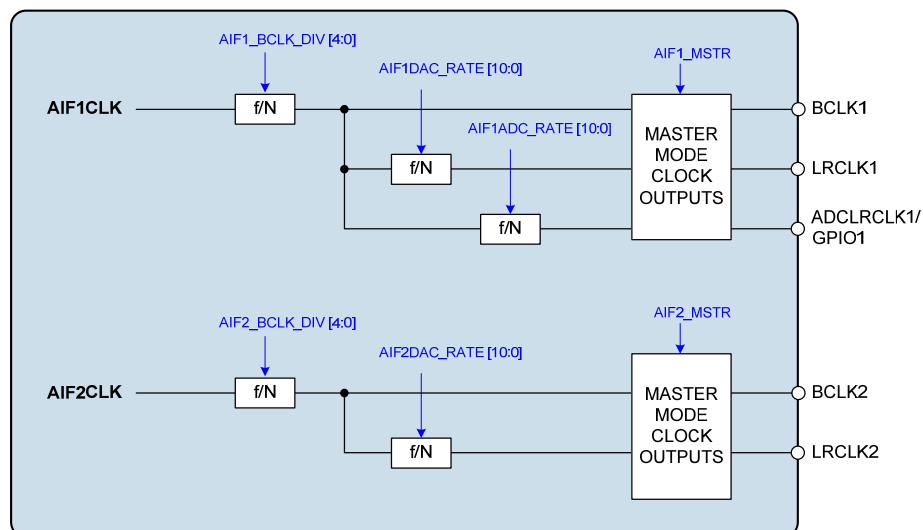 AIF1_BCLK_DIV [4:0]
AIF1DAC_RATE [10:0]
AIF1ADC_RATE [10:0]
AIF1_MSTR
AIF1CLK
f/N
f/N
f/N
MASTER
MODE
CLOCK
OUTPUTS
BCLK1
LRCLK1
ADCLRCLK1/
GPIO1
AIF2_BCLK_DIV [4:0]
AIF2DAC_RATE [10:0]
AIF2_MSTR
AIF2CLK
f/N
f/N
MASTER
MODE
CLOCK
OUTPUTS
BCLK2
LRCLK2